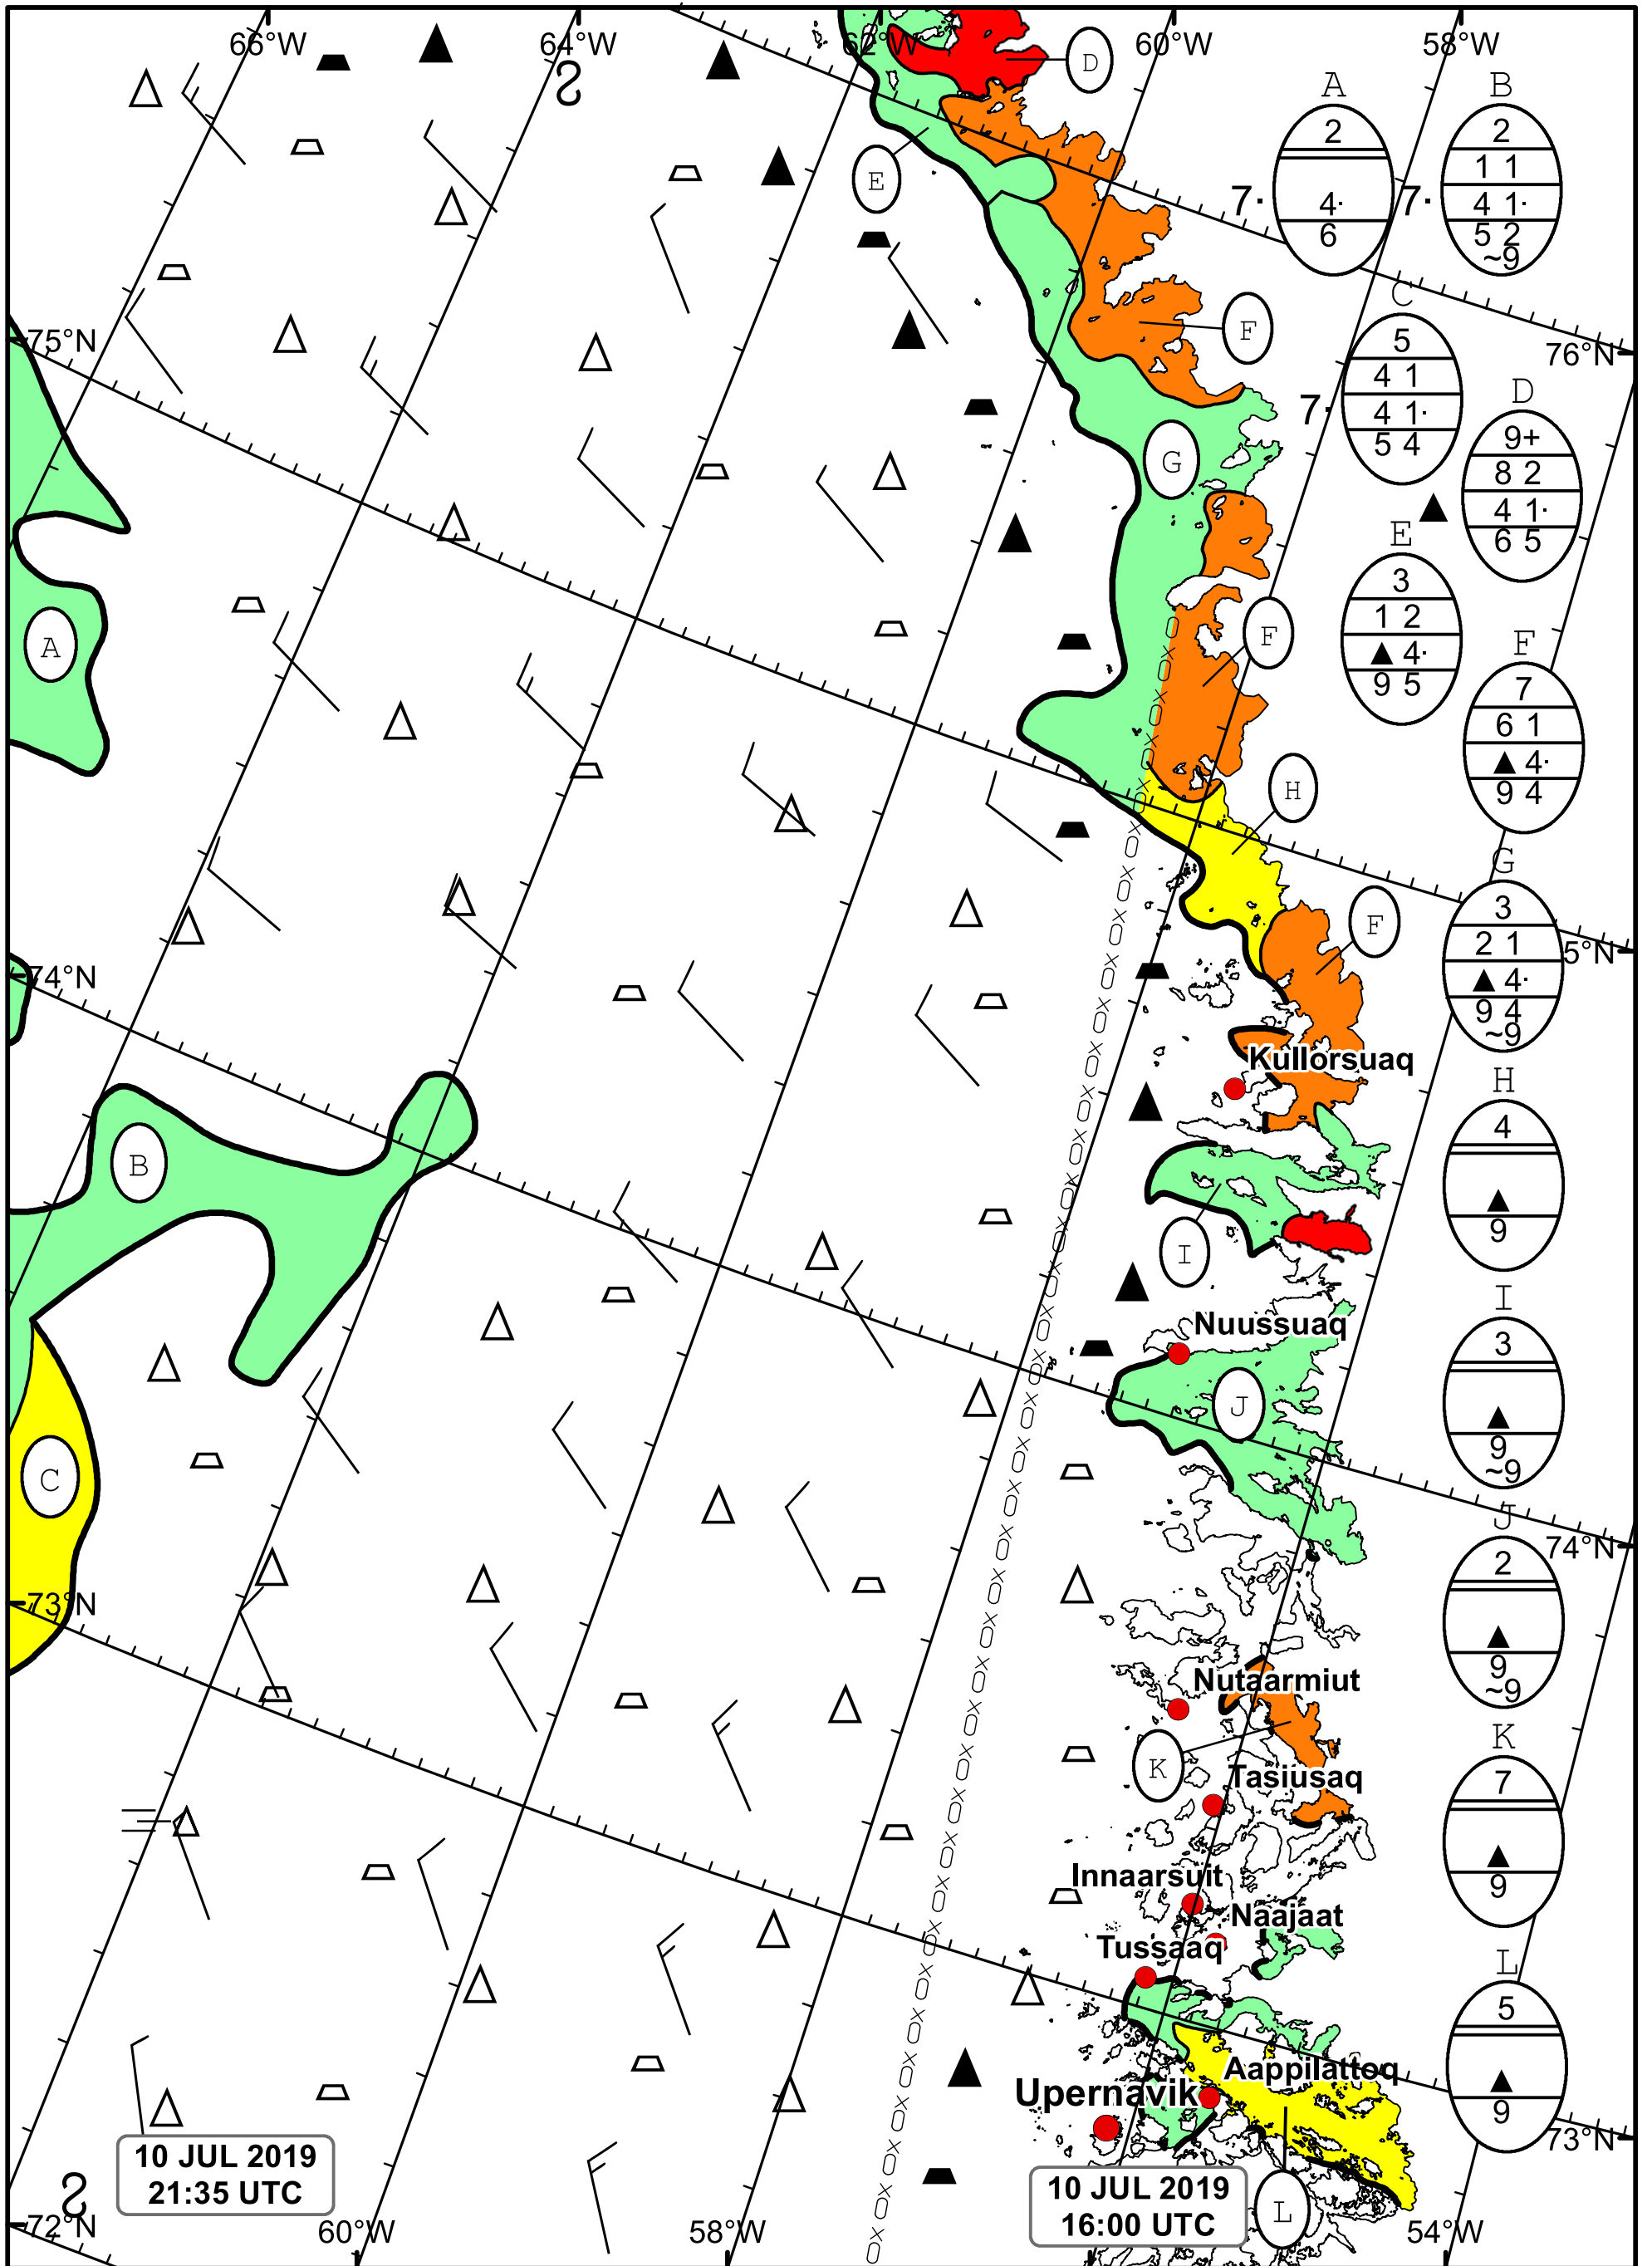 66°W
64°W
62°W
60°W
58°W
D
A
B
2
2
1 1
E
7·
4·
7·
4 1·
6
5 2
~9
C
F
75°N
5
76°N
4 1
D
7·
4 1·
5 4
9+
G
8 2
4 1·
E
6 5
3
1 2
F
A
4·
F
9 5
7
6 1
4·
H
9 4
G
3
F
2 1
5°N
74°N
4·
9 4
~9
Kullorsuaq
H
4
B
9
I
I
Nuussuaq
3
J
9
~9
C
J
74°N
2
73°N
9
~9
Nutaarmiut
K
K
Tasiusaq
7
Innaarsuit
9
Naajaat
Tussaaq
L
5
Aappilattoq
Upernavik
9
73°N
10 JUL 2019
21:35 UTC
10 JUL 2019
16:00 UTC
L
72°N
60°W
58°W
54°W